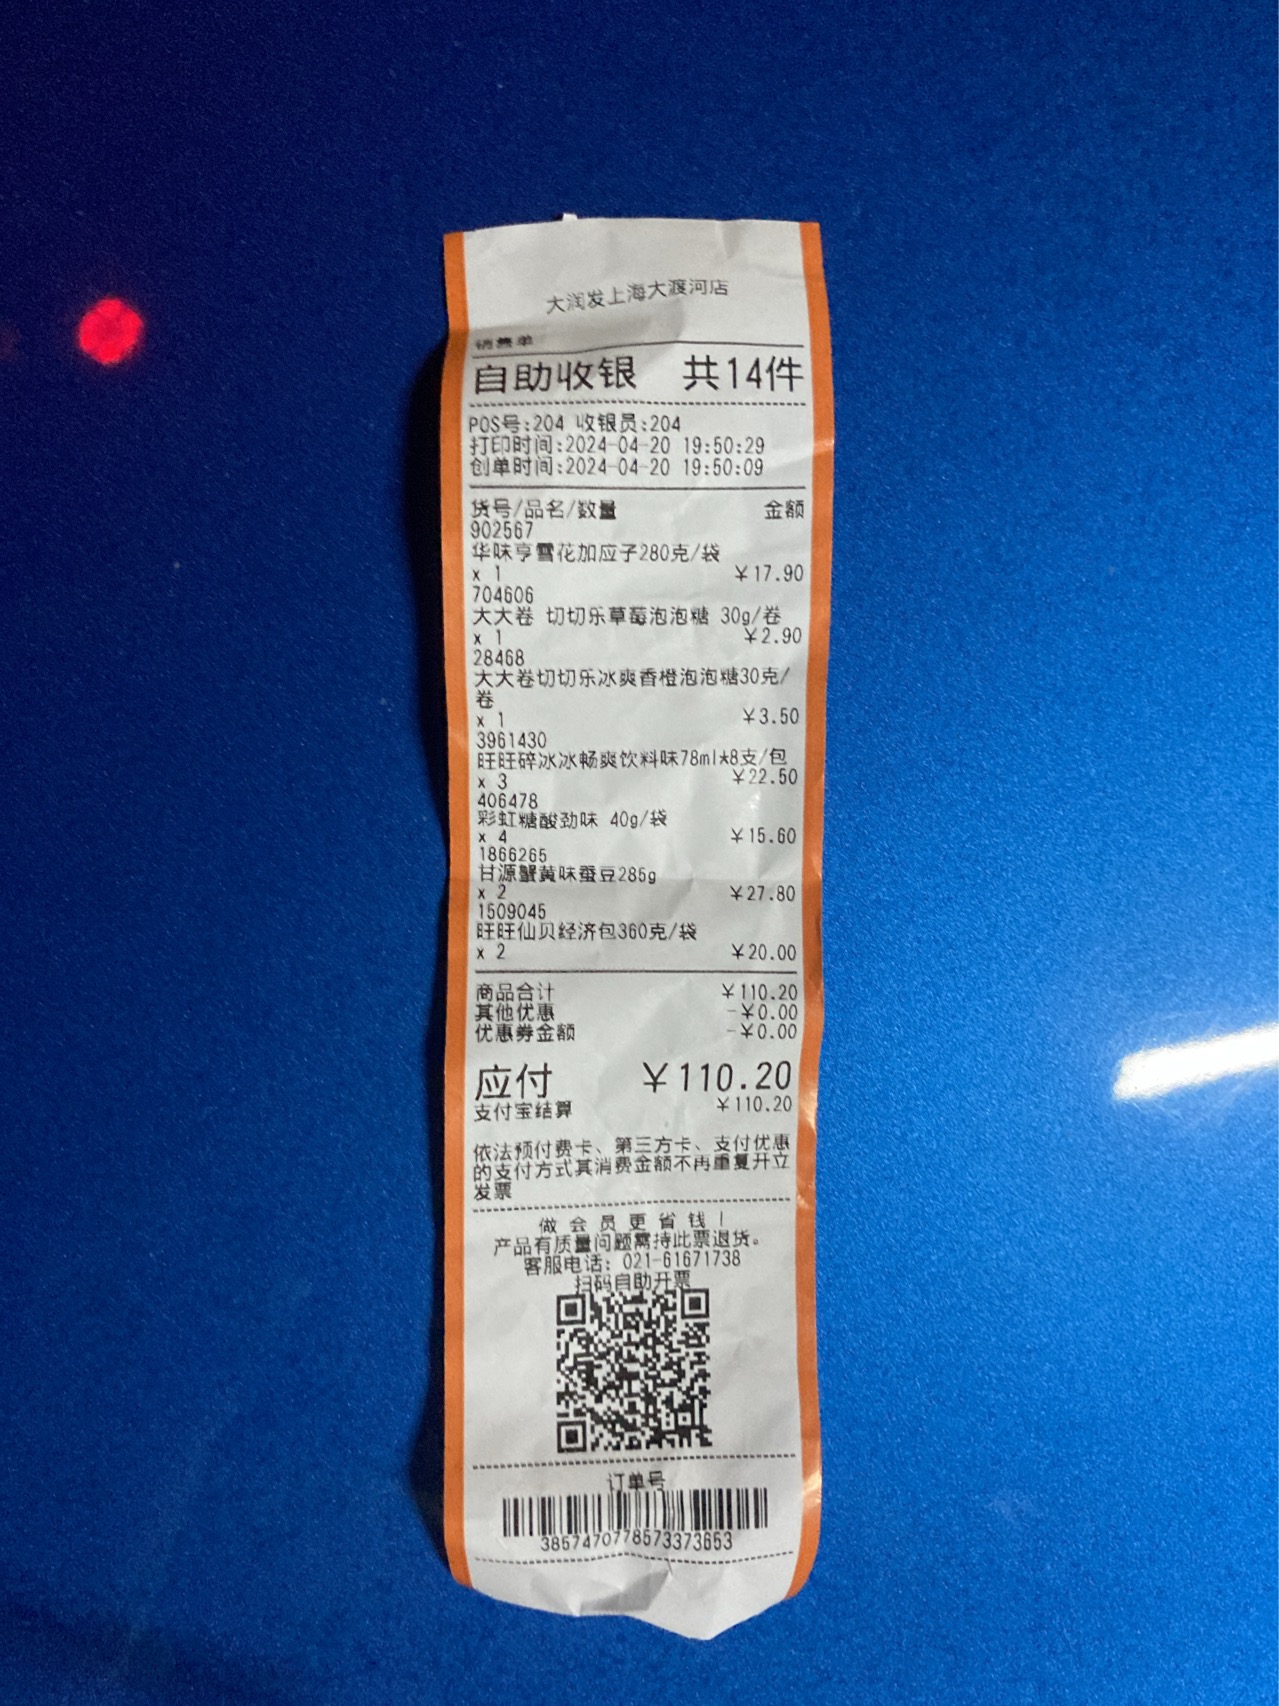 大润发上海大渡河店
销售单
自助收银 共14件
POS号:204 收银员:204
打印时间:2024-04-20 19:50:29
创单时间:2024-04-20 19:50:09
货号/品名/数量 金额
902567
华味亨雪花加应子280克/袋
x 1 ¥17.90
704606
大大卷 切切乐草莓泡泡糖 30g/卷
x 1 ¥2.90
28468
大大卷切切乐冰爽香橙泡泡糖30克/
卷
x 1 ¥3.50
3961430
旺旺碎冰冰畅爽饮料味78ml*8支/包
x 3 ¥22.50
406478
彩虹糖酸劲味 40g/袋
x 4 ¥15.60
1866265
甘源蟹黄味蚕豆285g
x 2 ¥27.80
1509045
旺旺仙贝经济包360克/袋
x 2 ¥20.00
商品合计 ¥110.20
其他优惠 -¥0.00
优惠券金额 -¥0.00
应付 ¥110.20
支付宝结算 ¥110.20
依法预付费卡、第三方卡、支付优惠
的支付方式其消费金额不再重复开立
发票
做会员更省钱!
产品有质量问题需持此票退货。
客服电话: 021-61671738
扫码自助开票
订单号
3857470778573373653